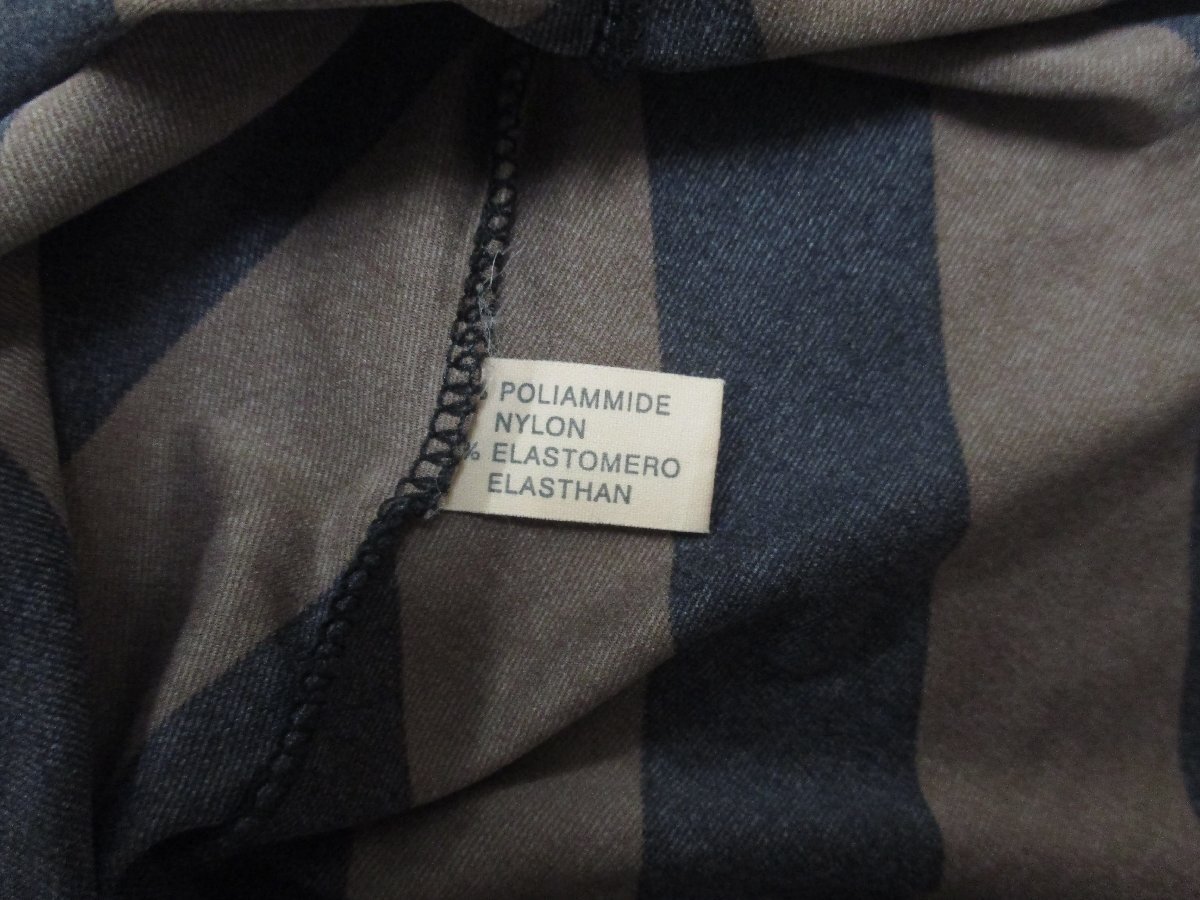 POLIAMMIDE
NYLON
% ELASTOMERO
ELASTHAN